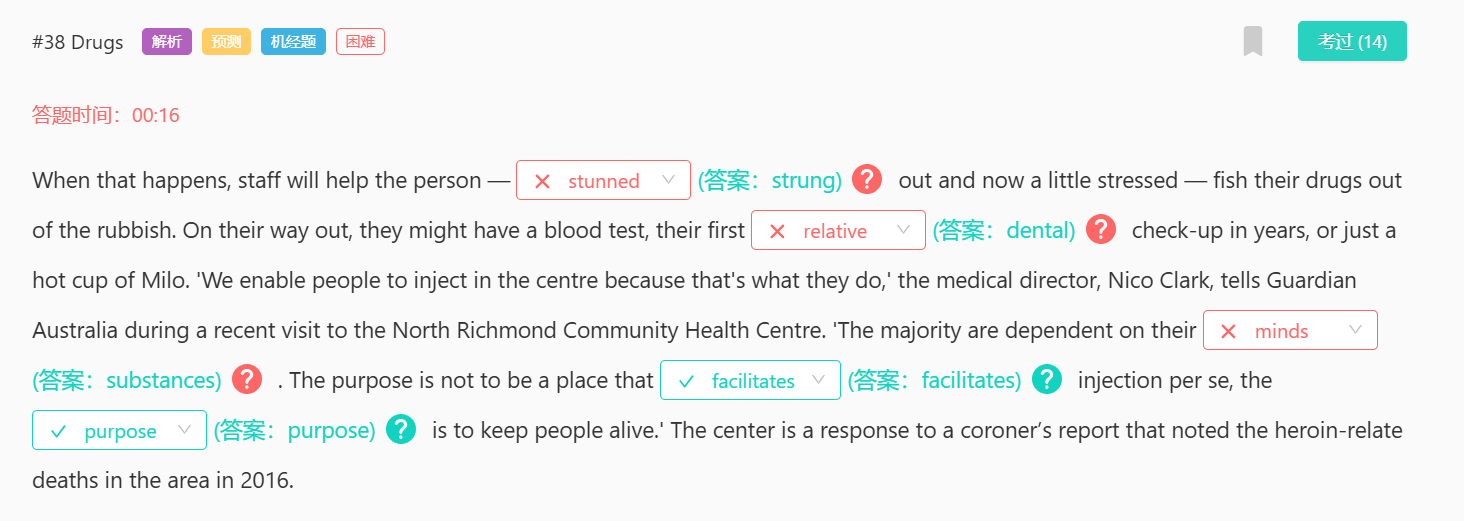 #38 Drugs 解析 预测 机经题 困难 考过 (14)
答题时间：00:16
When that happens, staff will help the person — stunned (答案：strung) ? out and now a little stressed — fish their drugs out
of the rubbish. On their way out, they might have a blood test, their first relative (答案：dental) ? check-up in years, or just a
hot cup of Milo. 'We enable people to inject in the centre because that's what they do,' the medical director, Nico Clark, tells Guardian
Australia during a recent visit to the North Richmond Community Health Centre. 'The majority are dependent on their minds
(答案：substances) ? . The purpose is not to be a place that facilitates (答案：facilitates) ? injection per se, the
purpose (答案：purpose) ? is to keep people alive.' The center is a response to a coroner’s report that noted the heroin-relate
deaths in the area in 2016.